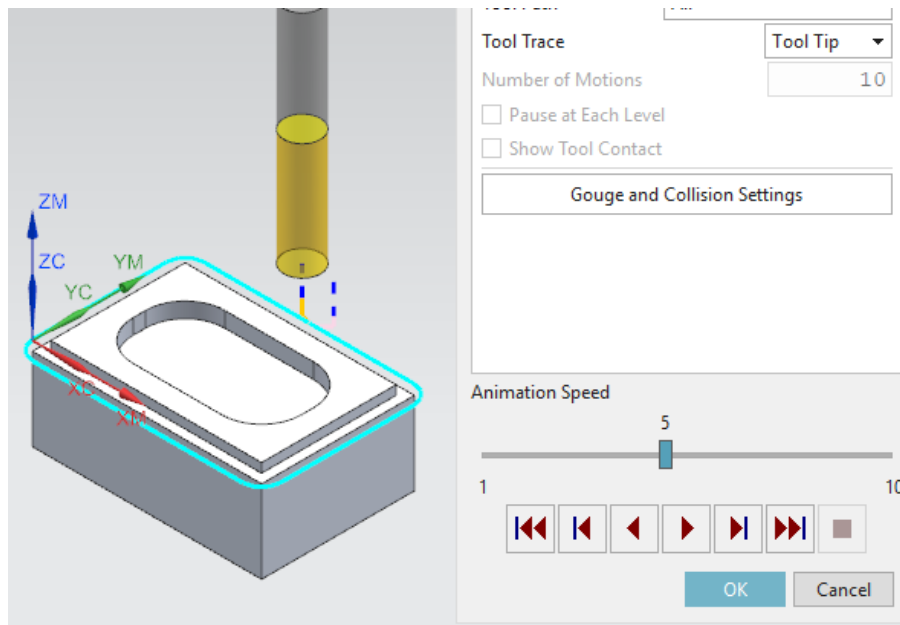 Tool Trace
Tool Tip
Number of Motions
10
Pause at Each Level
Show Tool Contact
Gouge and Collision Settings
ZM
ZC
YM
YC
XC
XM
Animation Speed
5
1
10
OK
Cancel